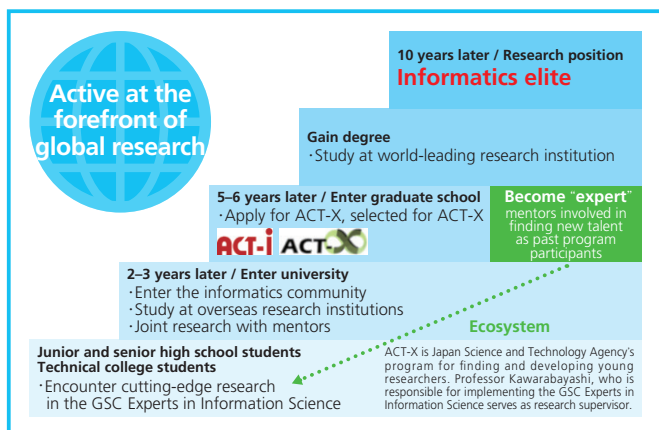 10 years later / Research position
Informatics elite
Active at the
forefront of
global research
Gain degree
·Study at world-leading research institution
5–6 years later / Enter graduate school
·Apply for ACT-X, selected for ACT-X
ACT-i ACT-X
Become “expert”
mentors involved in
finding new talent
as past program
participants
2–3 years later / Enter university
·Enter the informatics community
·Study at overseas research institutions
·Joint research with mentors
Ecosystem
Junior and senior high school students
Technical college students
·Encounter cutting-edge research
in the GSC Experts in Information Science
ACT-X is Japan Science and Technology Agency’s
program for finding and developing young
researchers. Professor Kawarabayashi, who is
responsible for implementing the GSC Experts in
Information Science serves as research supervisor.